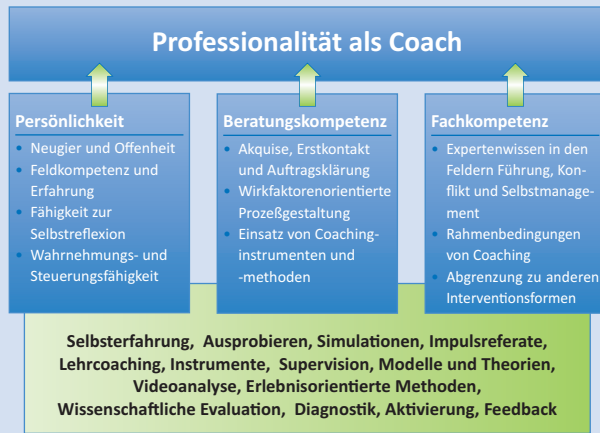 Professionalität als Coach
Persönlichkeit
• Neugier und Offenheit
• Feldkompetenz und
Erfahrung
• Fähigkeit zur
Selbstreflexion
• Wahrnehmungs- und
Steuerungsfähigkeit
Beratungskompetenz
• Akquise, Erstkontakt
und Auftragsklärung
• Wirkfaktorenorientierte
Prozeßgestaltung
• Einsatz von Coaching-
instrumenten und
-methoden
Fachkompetenz
• Expertenwissen in den
Feldern Führung, Kon-
flikt und Selbstmanage-
ment
• Rahmenbedingungen
von Coaching
• Abgrenzung zu anderen
Interventionsformen
Selbsterfahrung, Ausprobieren, Simulationen, Impulsreferate,
Lehrcoaching, Instrumente, Supervision, Modelle und Theorien,
Videoanalyse, Erlebnisorientierte Methoden,
Wissenschaftliche Evaluation, Diagnostik, Aktivierung, Feedback